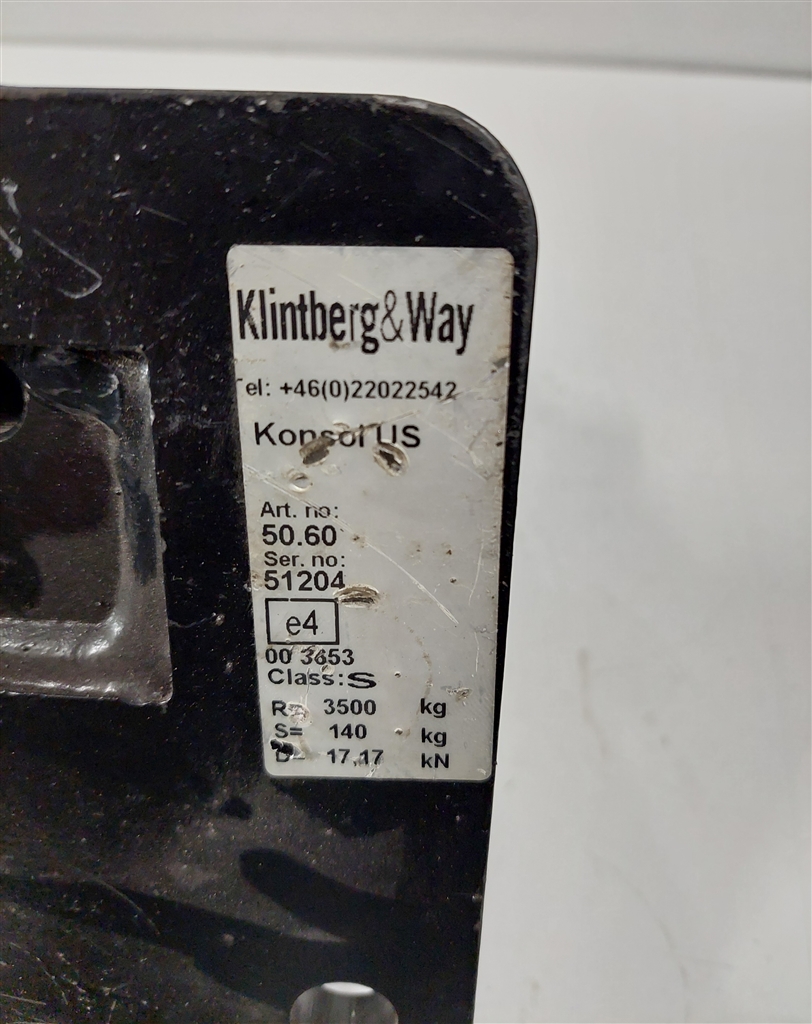 Klintberg&Way
Tel: +46(0)22022542
Konsol US
Art. no:
50.60
Ser. no:
51204
e4
00 3653
Class: S
R= 3500 kg
S= 140 kg
D= 17,17 kN